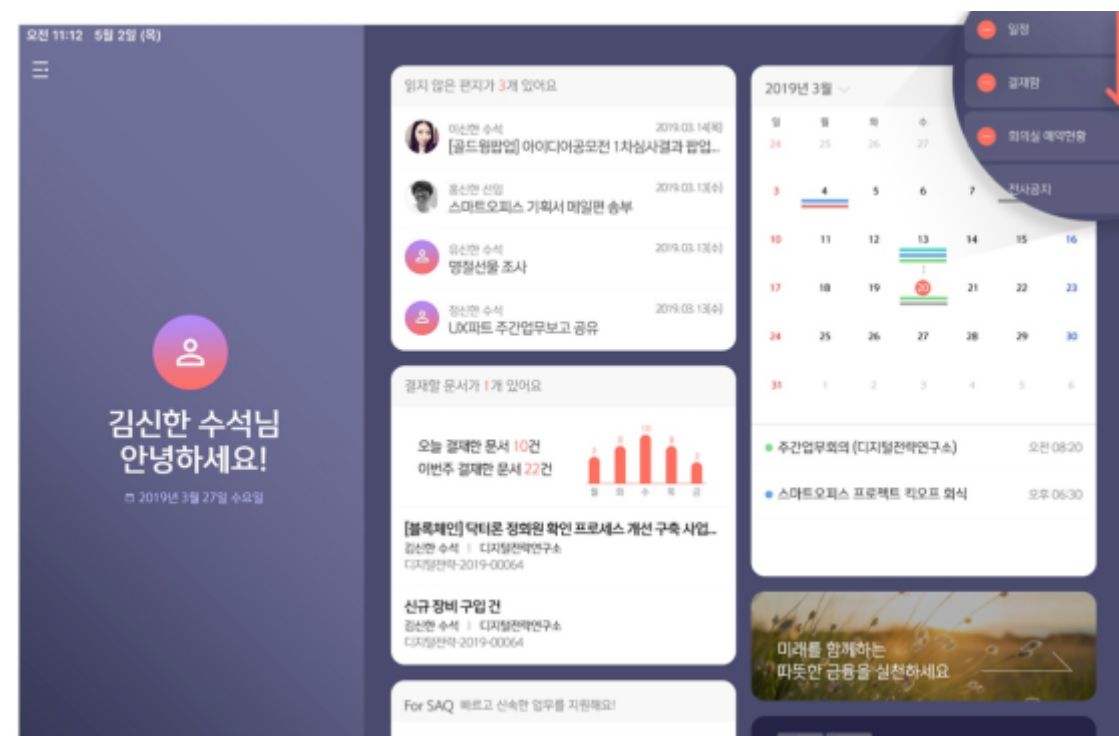 오전 11:12 5월 2일 (목)
김신한 수석님
안녕하세요!
2019년 3월 27일 수요일
읽지 않은 편지가 3개 있어요
이신한 수석 2019.03.14(목)
[골드윙팝업] 아이디어공모전 1차심사결과 팝업...
홍신한 선임 2019.03.13(수)
스마트오피스 기획서 메일편 송부
유신한 수석 2019.03.13(수)
명절선물 조사
정신한 수석 2019.03.13(수)
UX파트 주간업무보고 공유
결재할 문서가 1개 있어요
오늘 결재한 문서 10건
이번주 결재한 문서 22건
10
월 화 수 목 금
[블록체인] 닥터론 정회원 확인 프로세스 개선 구축 사업...
김신한 수석 | 디지털전략연구소
디지털전략-2019-00064
신규 장비 구입 건
김신한 수석 | 디지털전략연구소
디지털전략-2019-00064
For SAQ 빠르고 신속한 업무를 지원해요!
2019년 3월
일 월 화 수
24 25 26 27
3 4 5 6 7
10 11 12 13 14 15 16
17 18 19 20 21 22 23
24 25 26 27 28 29 30
31 1 2 3 4 5 6
주간업무회의 (디지털전략연구소) 오전 08:20
스마트오피스 프로젝트 킥오프 회식 오후 06:30
미래를 함께하는
따뜻한 금융을 실천하세요
일정
결재함
회의실 예약현황
전사공지